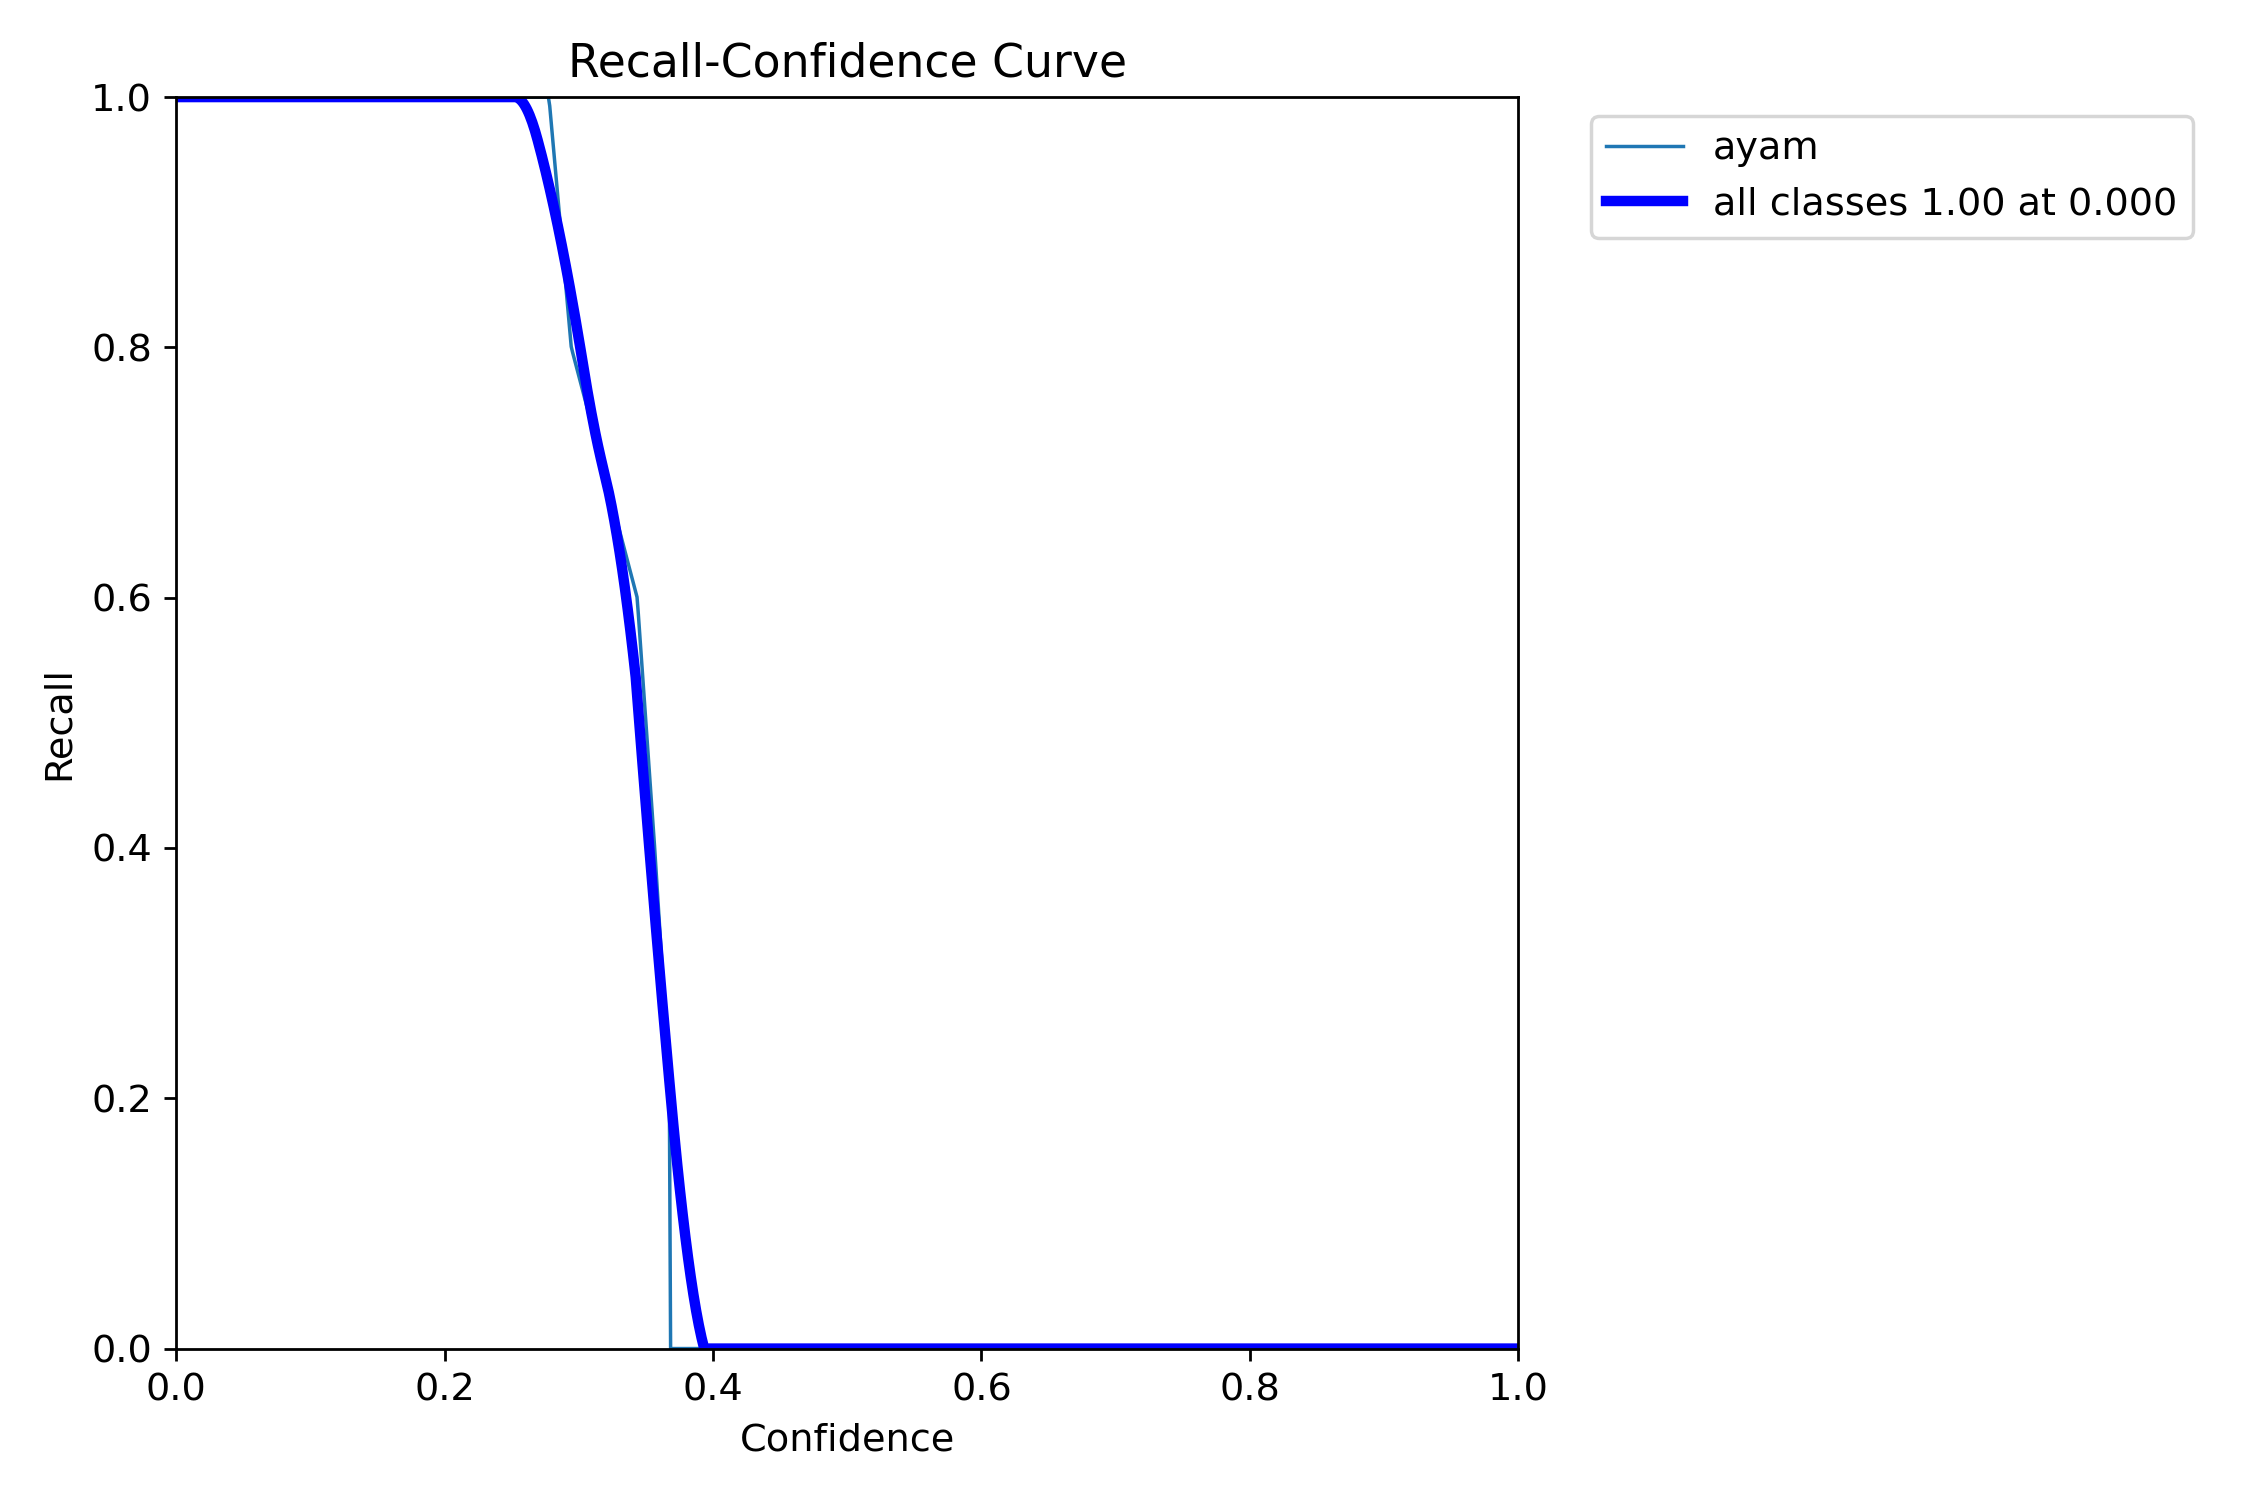 Recall-Confidence Curve
ayam
all classes 1.00 at 0.000
Recall
1.0
0.8
0.6
0.4
0.2
0.0
0.0 0.2 0.4 0.6 0.8 1.0
Confidence